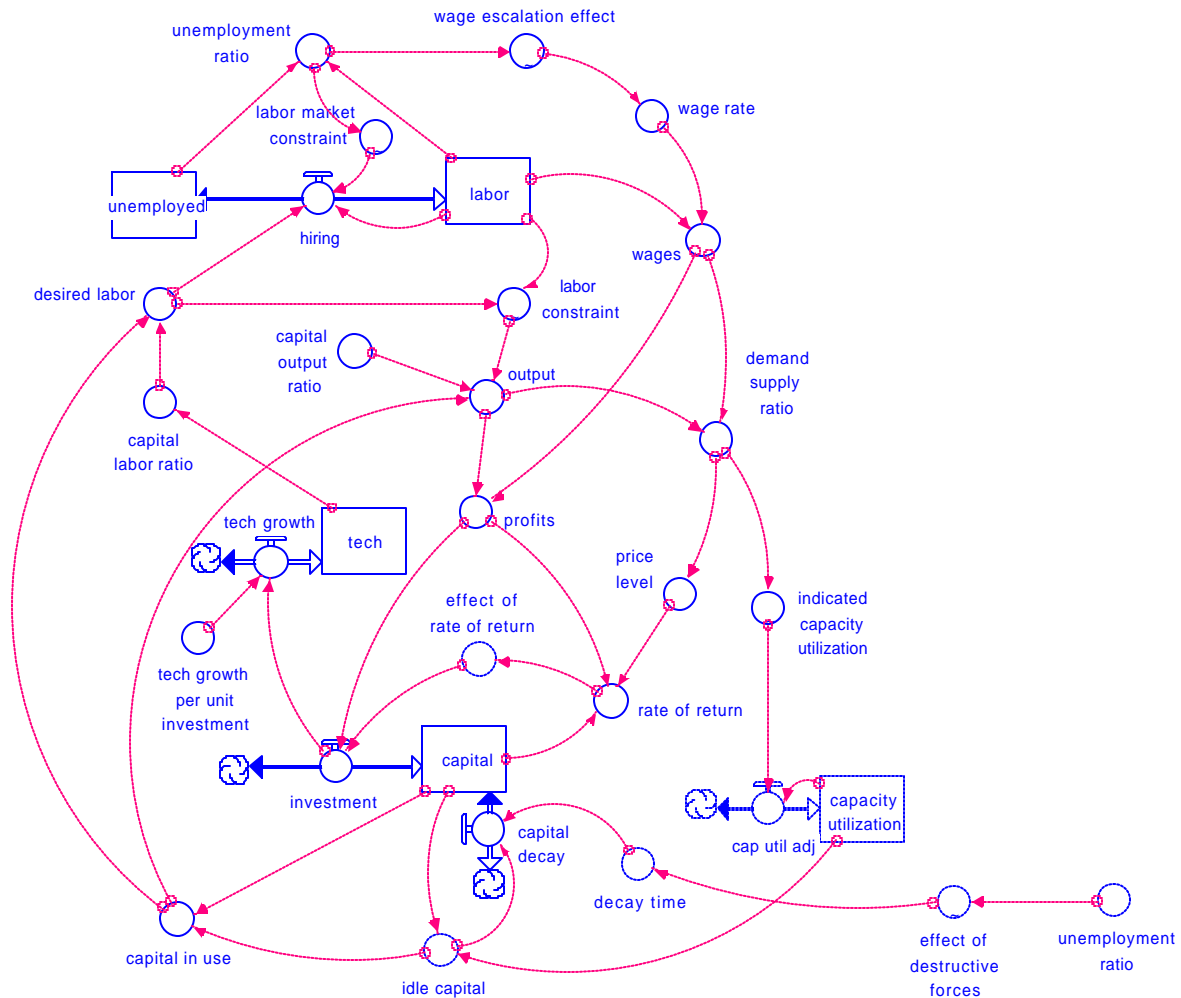 wage escalation effect
unemployment
ratio
wage rate
labor market
constraint
unemployed
labor
hiring
wages
desired labor
labor
constraint
capital
output
ratio
output
demand
supply
ratio
capital
labor ratio
tech growth
tech
profits
price
level
effect of
rate of return
indicated
capacity
utilization
tech growth
per unit
investment
rate of return
capital
investment
capacity
utilization
capital
decay
cap util adj
decay time
capital in use
idle capital
effect of
destructive
forces
unemployment
ratio